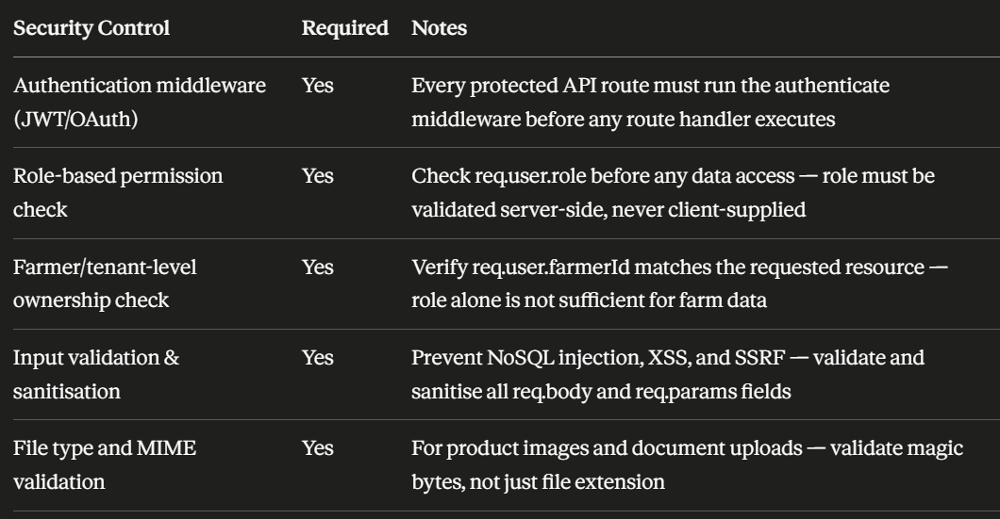 Security Control Required Notes
Authentication middleware Yes Every protected API route must run the authenticate
(JWT/OAuth) middleware before any route handler executes
Role-based permission Yes Check req.user.role before any data access — role must be
check validated server-side, never client-supplied
Farmer/tenant-level Yes Verify req.user.farmerId matches the requested resource —
ownership check role alone is not sufficient for farm data
Input validation & Yes Prevent NoSQL injection, XSS, and SSRF — validate and
sanitisation sanitise all req.body and req.params fields
File type and MIME Yes For product images and document uploads — validate magic
validation bytes, not just file extension